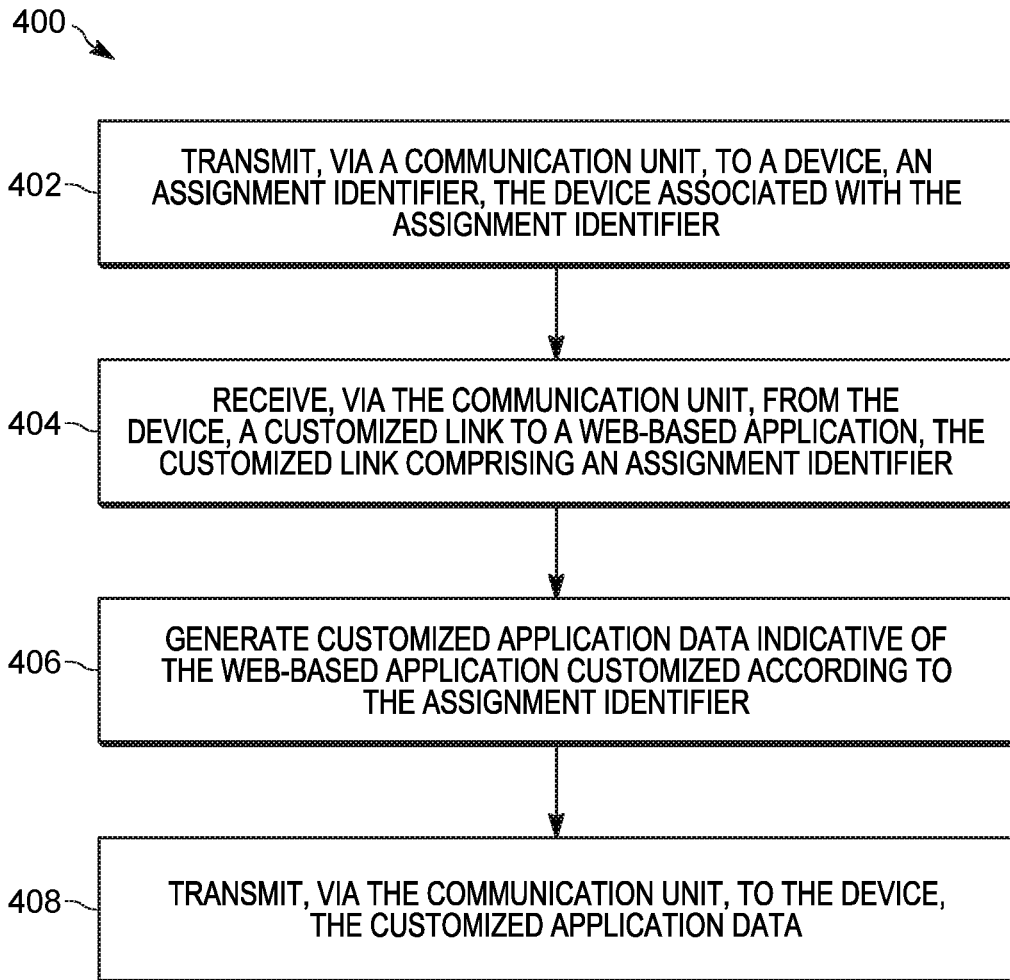 400
402
TRANSMIT, VIA A COMMUNICATION UNIT, TO A DEVICE, AN
ASSIGNMENT IDENTIFIER, THE DEVICE ASSOCIATED WITH THE
ASSIGNMENT IDENTIFIER
404
RECEIVE, VIA THE COMMUNICATION UNIT, FROM THE
DEVICE, A CUSTOMIZED LINK TO A WEB-BASED APPLICATION, THE
CUSTOMIZED LINK COMPRISING AN ASSIGNMENT IDENTIFIER
406
GENERATE CUSTOMIZED APPLICATION DATA INDICATIVE OF
THE WEB-BASED APPLICATION CUSTOMIZED ACCORDING TO
THE ASSIGNMENT IDENTIFIER
408
TRANSMIT, VIA THE COMMUNICATION UNIT, TO THE DEVICE,
THE CUSTOMIZED APPLICATION DATA